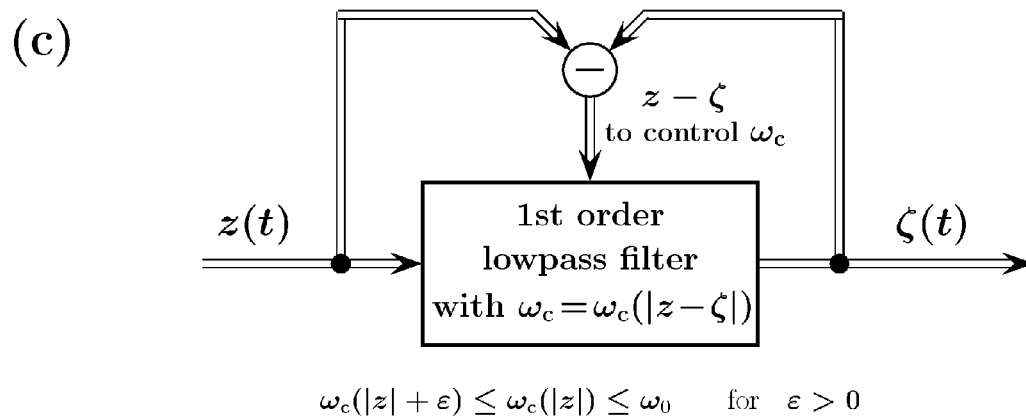 (c)
−
z − ζ
to control ω_c
z(t)
1st order
lowpass filter
with ω_c = ω_c(|z − ζ|)
ζ(t)
ω_c(|z| + ε) ≤ ω_c(|z|) ≤ ω_0 for ε > 0